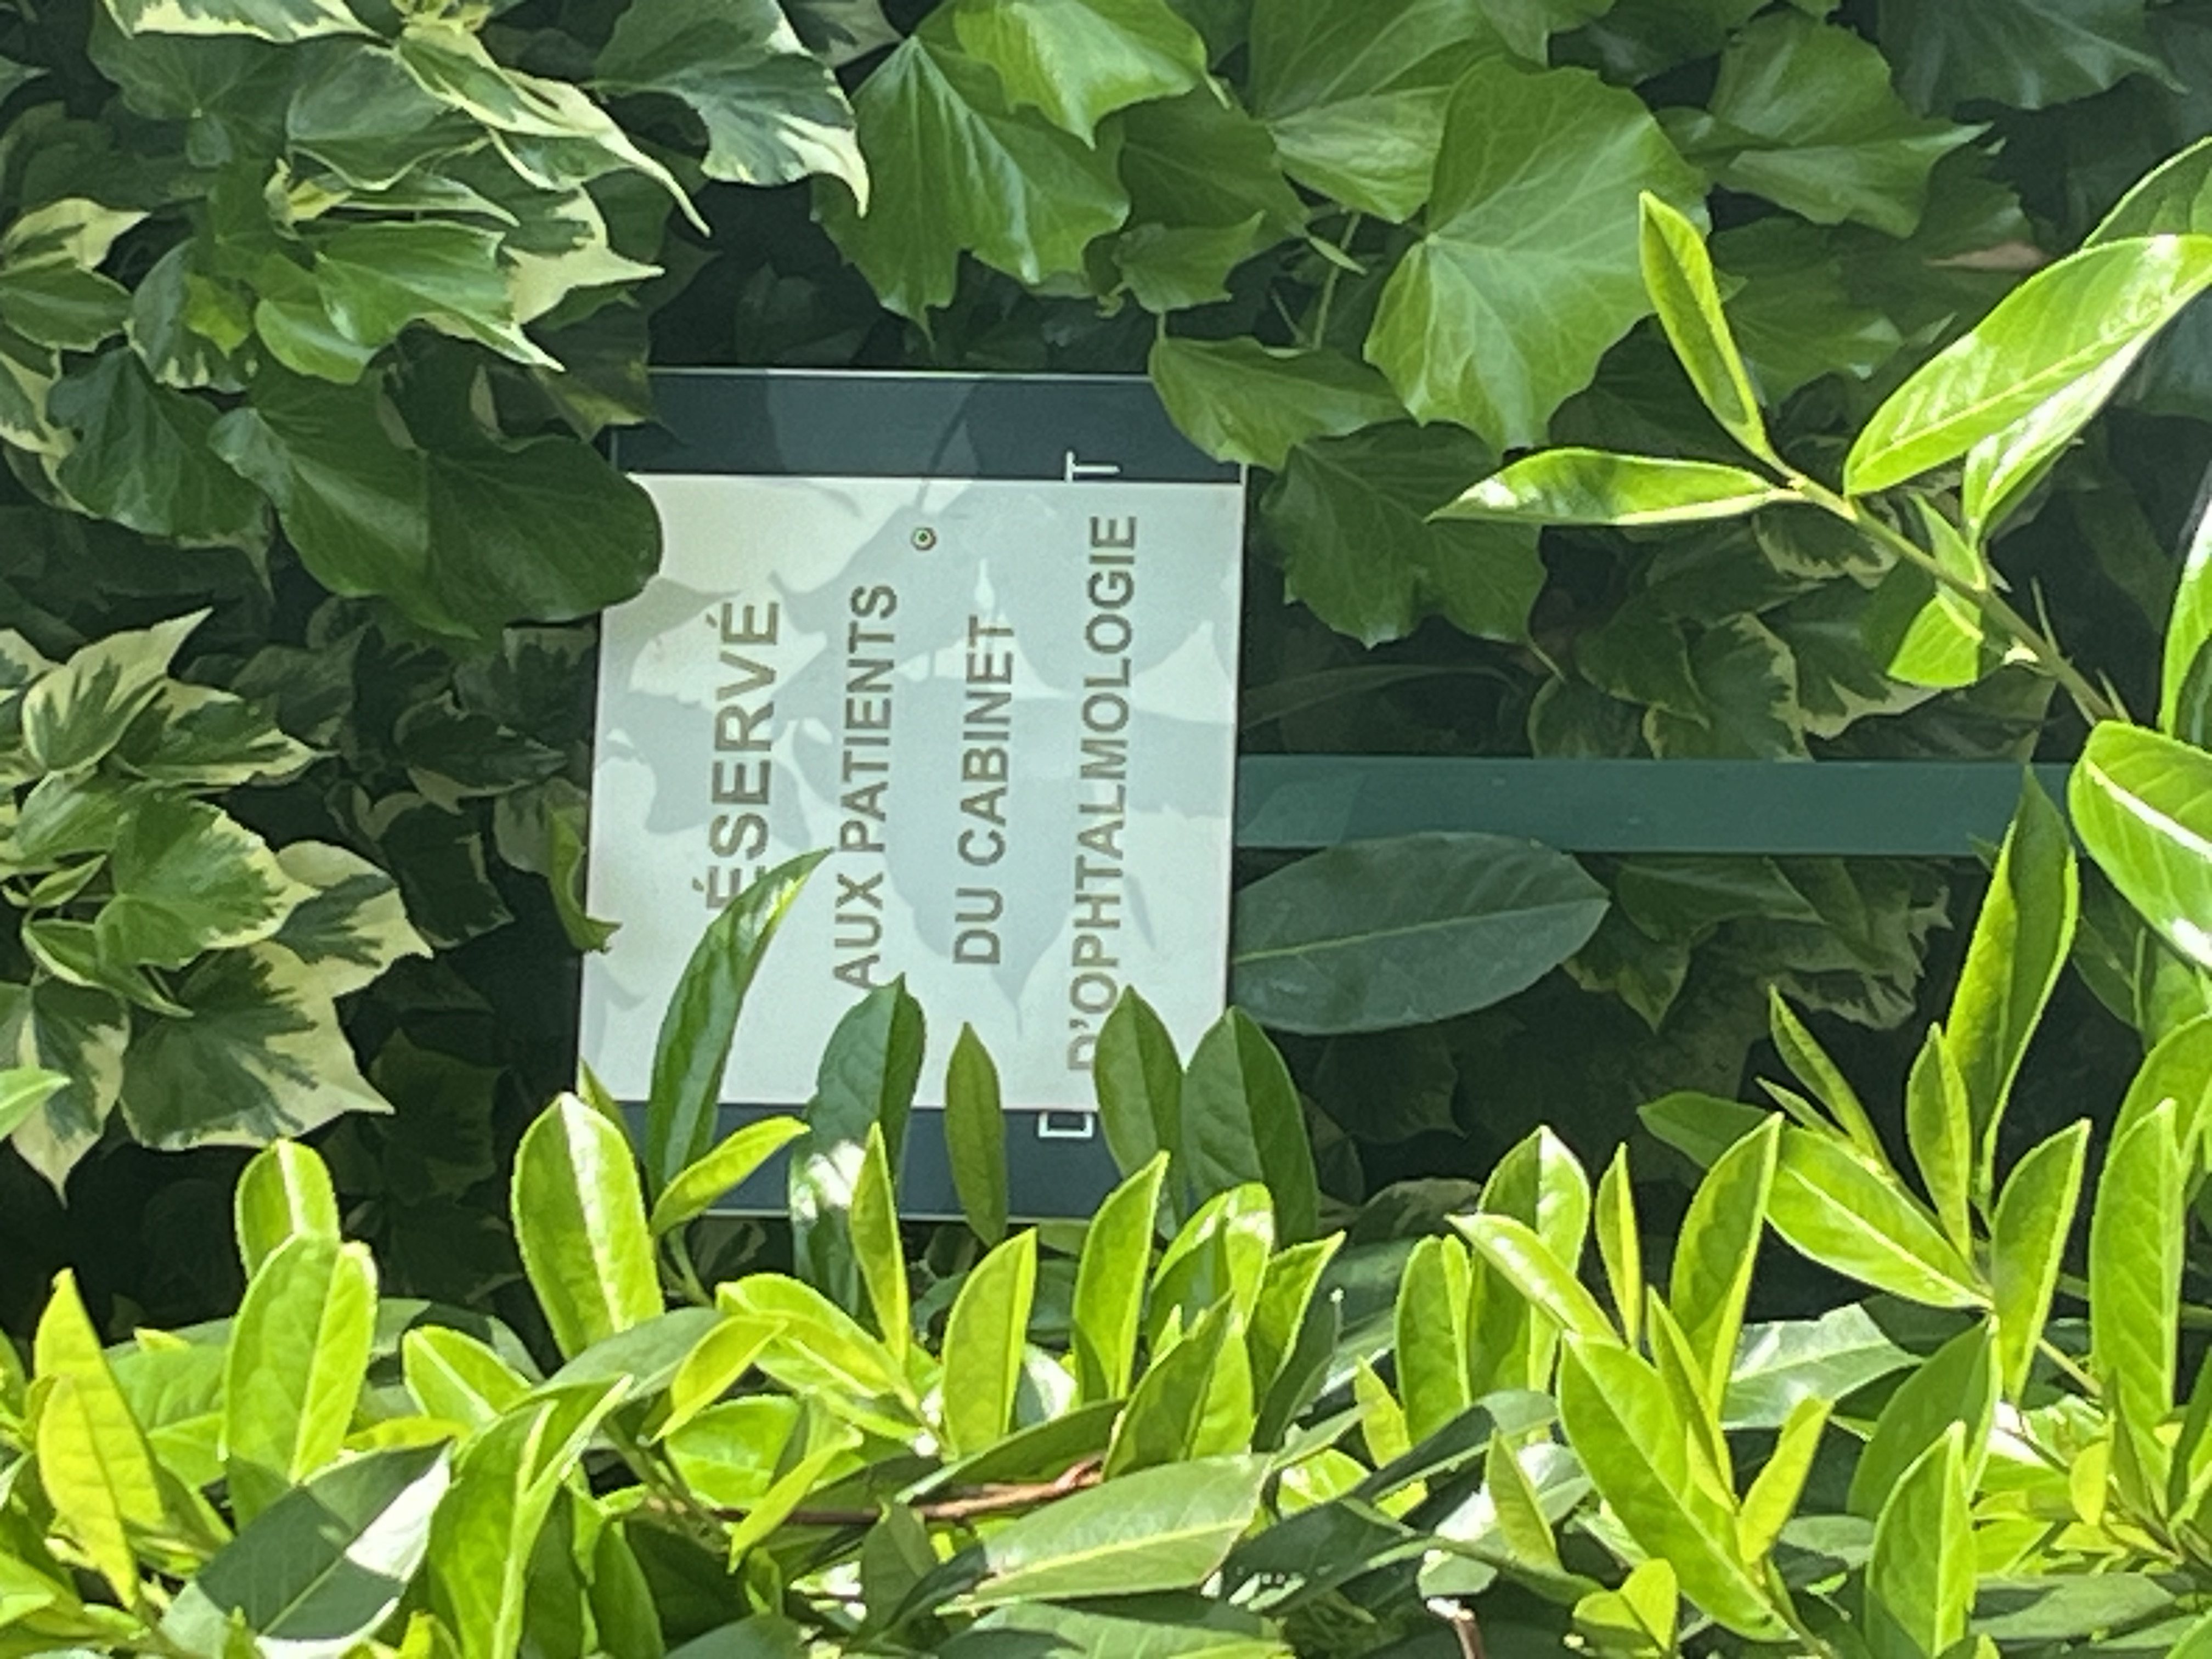 ÉSERVÉ
AUX PATIENTS
DU CABINET
D'OPHTALMOLOGIE